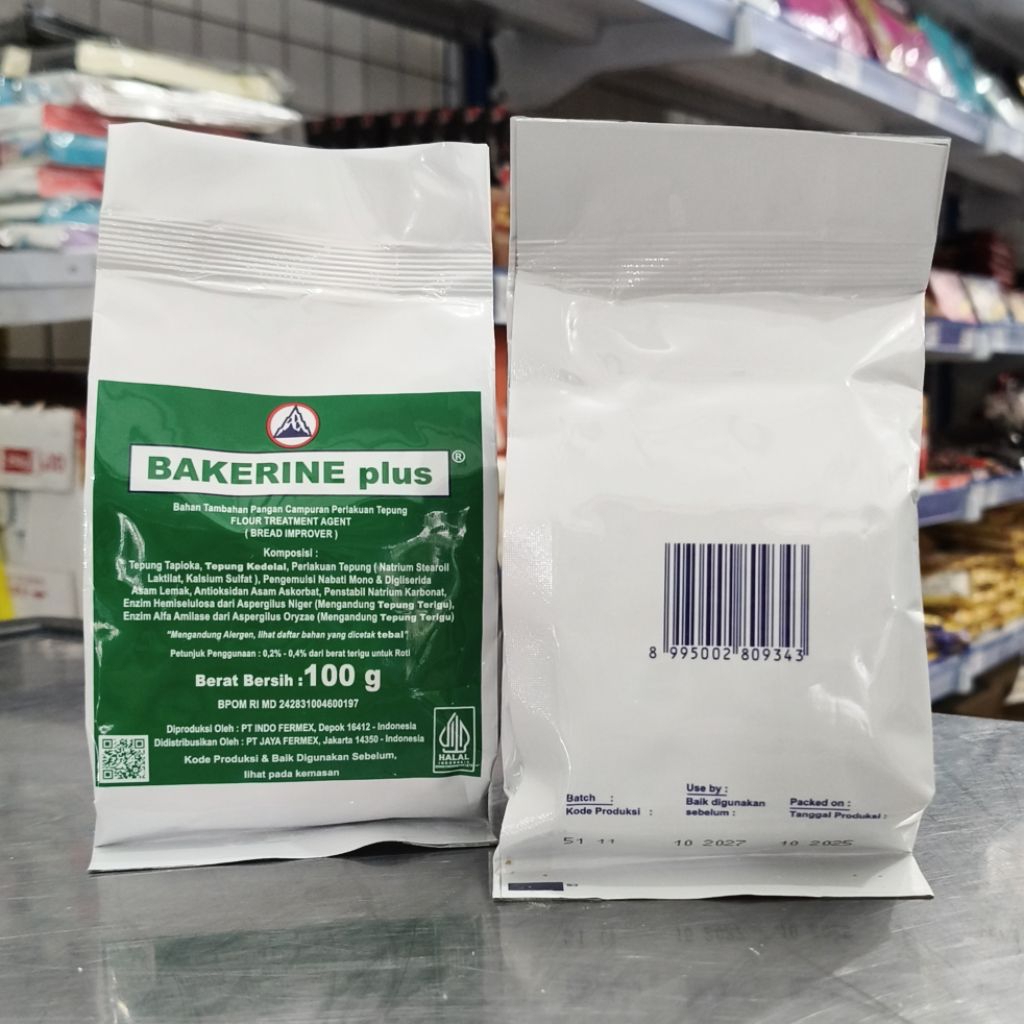 BAKERINE plus ®
Bahan Tambahan Pangan Campuran Perlakuan Tepung
FLOUR TREATMENT AGENT
( BREAD IMPROVER )
Komposisi :
Tepung Tapioka, Tepung Kedelai, Perlakuan Tepung ( Natrium Stearoil
Laktilat, Kalsium Sulfat ), Pengemulsi Nabati Mono & Digliserida
Asam Lemak, Antioksidan Asam Askorbat, Penstabil Natrium Karbonat,
Enzim Hemiselulosa dari Aspergilus Niger (Mengandung Tepung Terigu),
Enzim Alfa Amilase dari Aspergilus Oryzae (Mengandung Tepung Terigu)
"Mengandung Alergen, lihat daftar bahan yang dicetak tebal"
Petunjuk Penggunaan : 0,2% - 0,4% dari berat terigu untuk Roti
Berat Bersih : 100 g
BPOM RI MD 242831004600197
Diproduksi Oleh : PT INDO FERMEX, Depok 16412 - Indonesia
Didistribusikan Oleh : PT JAYA FERMEX, Jakarta 14350 - Indonesia
Kode Produksi & Baik Digunakan Sebelum,
lihat pada kemasan
HALAL
INDONESIA
8 995002 809343
Batch :
Kode Produksi :
51 11
Use by :
Baik digunakan
sebelum :
10 2027
Packed on :
Tanggal Produksi :
10 2025